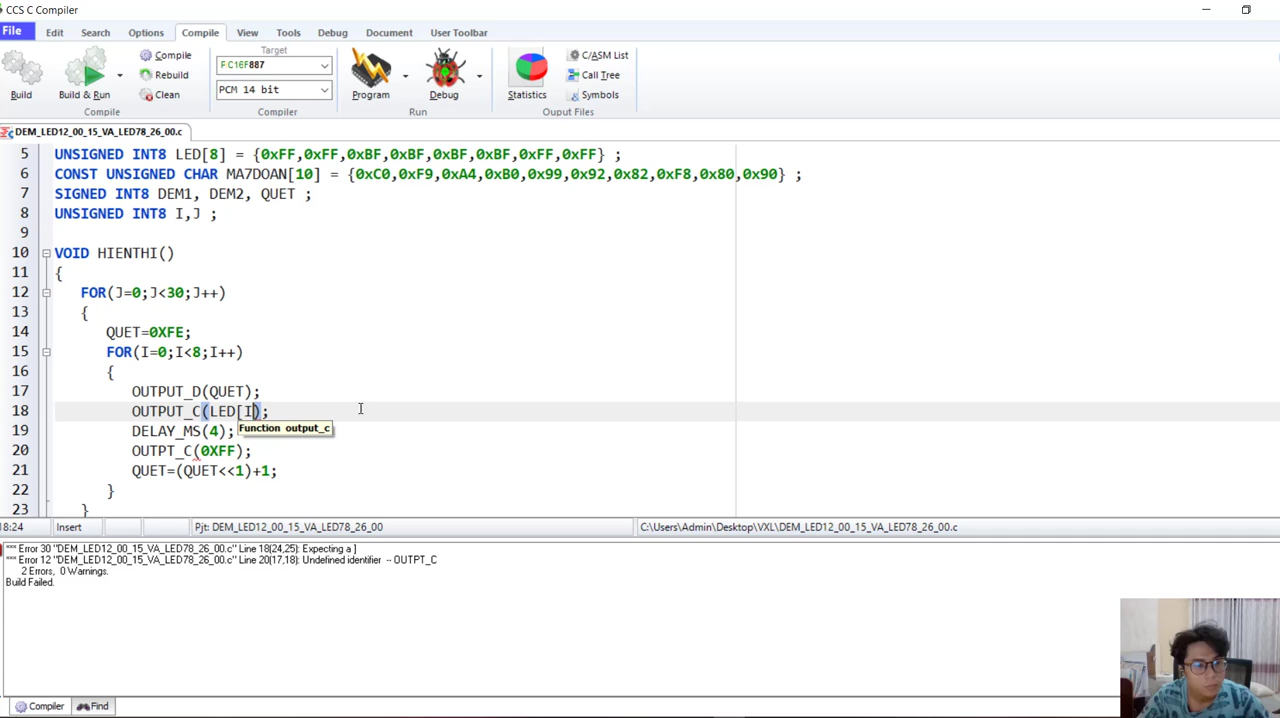 CCS C Compiler
File Edit Search Options Compile View Tools Debug Document User Toolbar
Build
Build & Run
Compile
Rebuild
Clean
Compile
Target
PIC16F887
PCM 14 bit
Compiler
Program
Debug
Run
Statistics
C/ASM List
Call Tree
Symbols
Ouput Files
DEM_LED12_00_15_VA_LED78_26_00.c
5 UNSIGNED INT8 LED[8] = {0xFF,0xFF,0xBF,0xBF,0xBF,0xBF,0xFF,0xFF} ;
6 CONST UNSIGNED CHAR MA7DOAN[10] = {0xC0,0xF9,0xA4,0xB0,0x99,0x92,0x82,0xF8,0x80,0x90} ;
7 SIGNED INT8 DEM1, DEM2, QUET ;
8 UNSIGNED INT8 I,J ;
9
10 VOID HIENTHI()
11 {
12 FOR(J=0;J<30;J++)
13 {
14 QUET=0XFE;
15 FOR(I=0;I<8;I++)
16 {
17 OUTPUT_D(QUET);
18 OUTPUT_C(LED[I);
Function output_c
19 DELAY_MS(4);
20 OUTPT_C(0XFF);
21 QUET=(QUET<<1)+1;
22 }
23 }
18:24 Insert Pjt: DEM_LED12_00_15_VA_LED78_26_00 C:\Users\Admin\Desktop\VXL\DEM_LED12_00_15_VA_LED78_26_00.c
*** Error 30 "DEM_LED12_00_15_VA_LED78_26_00.c" Line 18(24,25): Expecting a ]
*** Error 12 "DEM_LED12_00_15_VA_LED78_26_00.c" Line 20(17,18): Undefined identifier -- OUTPT_C
2 Errors, 0 Warnings.
Build Failed.
Compiler Find